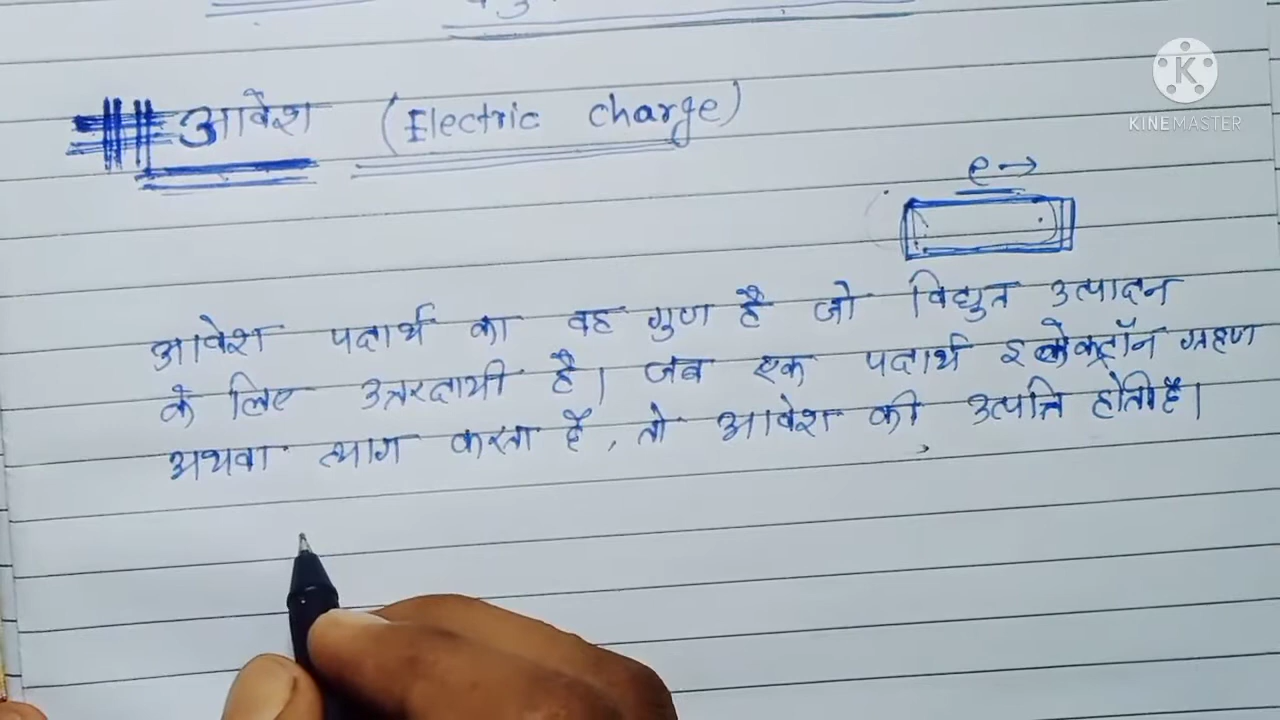 आवेश (Electric charge)
e→
आवेश पदार्थ का वह गुण है जो विद्युत उत्पादन
के लिए उत्तरदायी है। जब एक पदार्थ इलेक्ट्रॉन ग्रहण
अथवा त्याग करता है, तो आवेश की उत्पत्ति होती है।
K
KINEMASTER